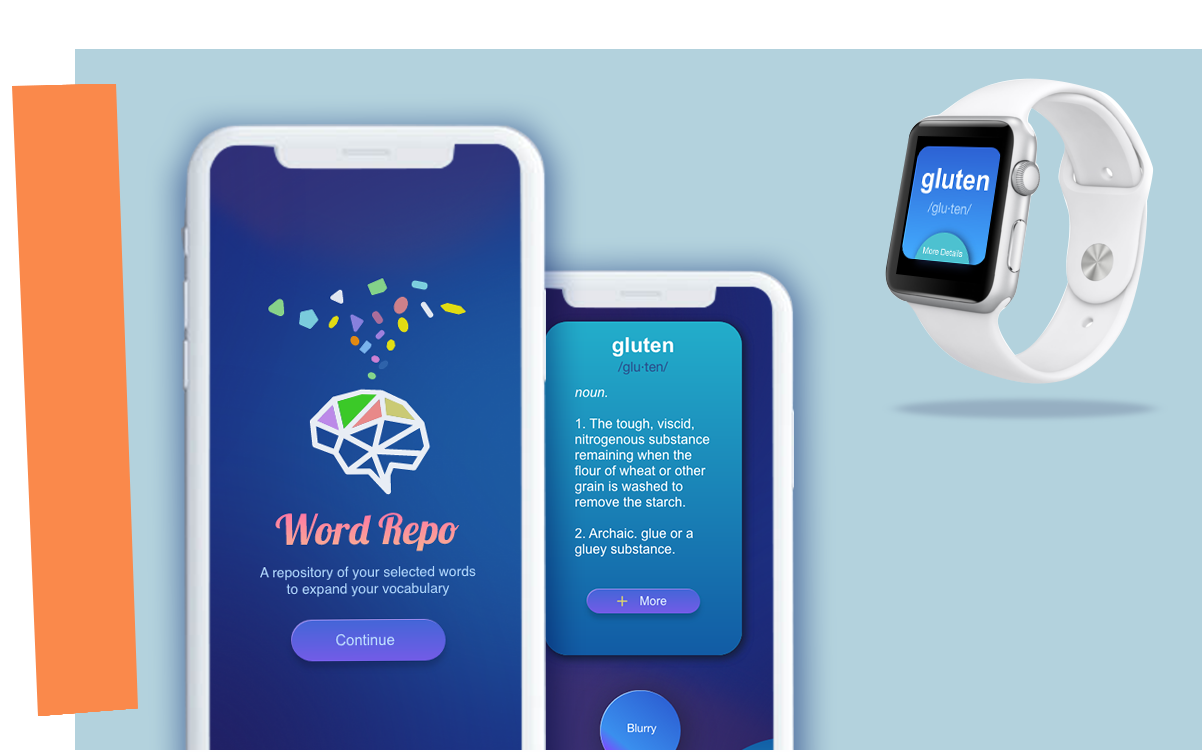 Word Repo
A repository of your selected words
to expand your vocabulary
Continue
gluten
/glu·ten/
noun.
1. The tough, viscid,
nitrogenous substance
remaining when the
flour of wheat or other
grain is washed to
remove the starch.
2. Archaic. glue or a
gluey substance.
+ More
Blurry
gluten
/glu·ten/
More Details